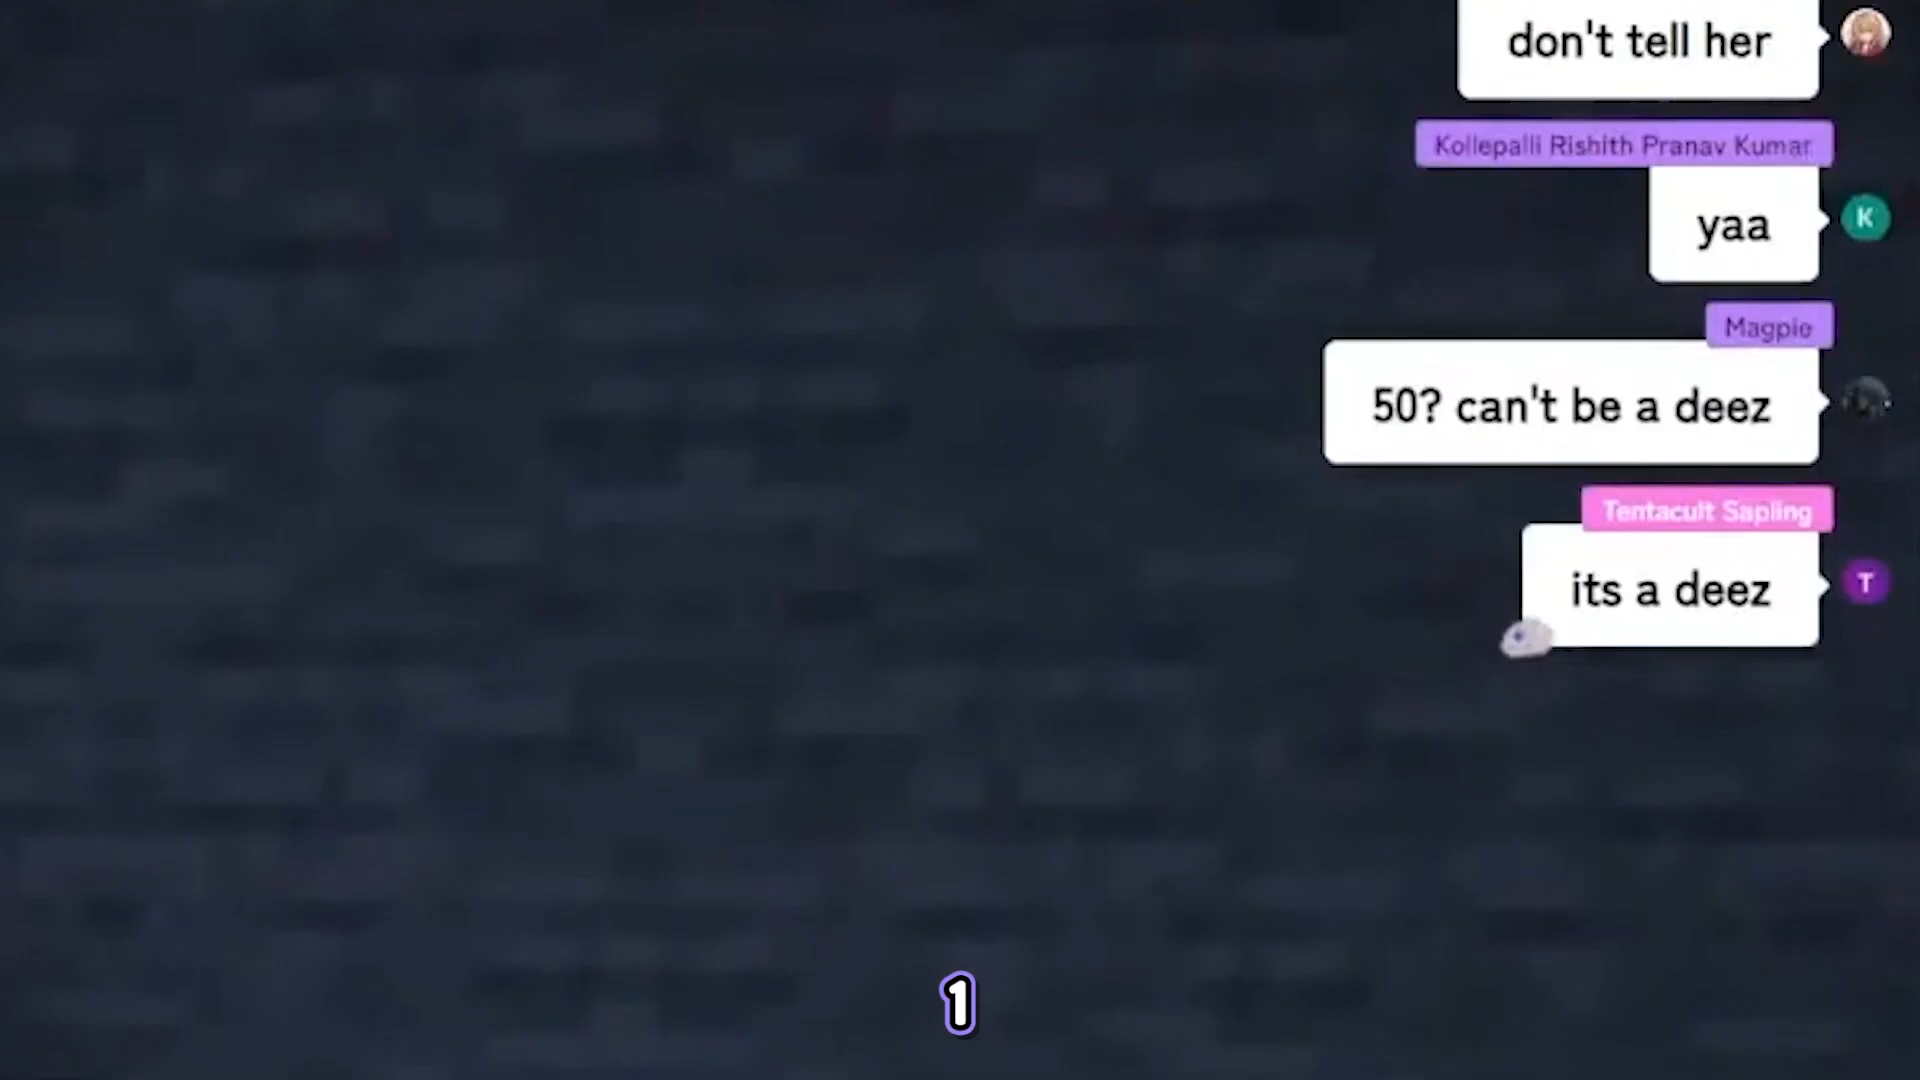 don't tell her
Kollepalli Rishith Pranav Kumar
K
yaa
Magpie
50? can't be a deez
Tentacult Sapling
T
its a deez
1